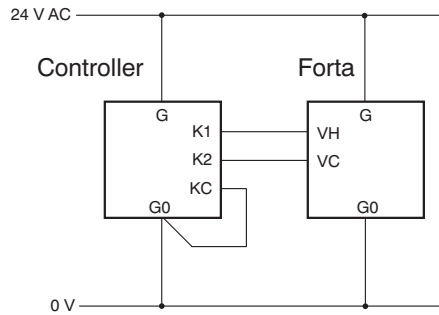 24 V AC
Controller
Forta
G
G
K1
VH
K2
VC
KC
G0
G0
0 V